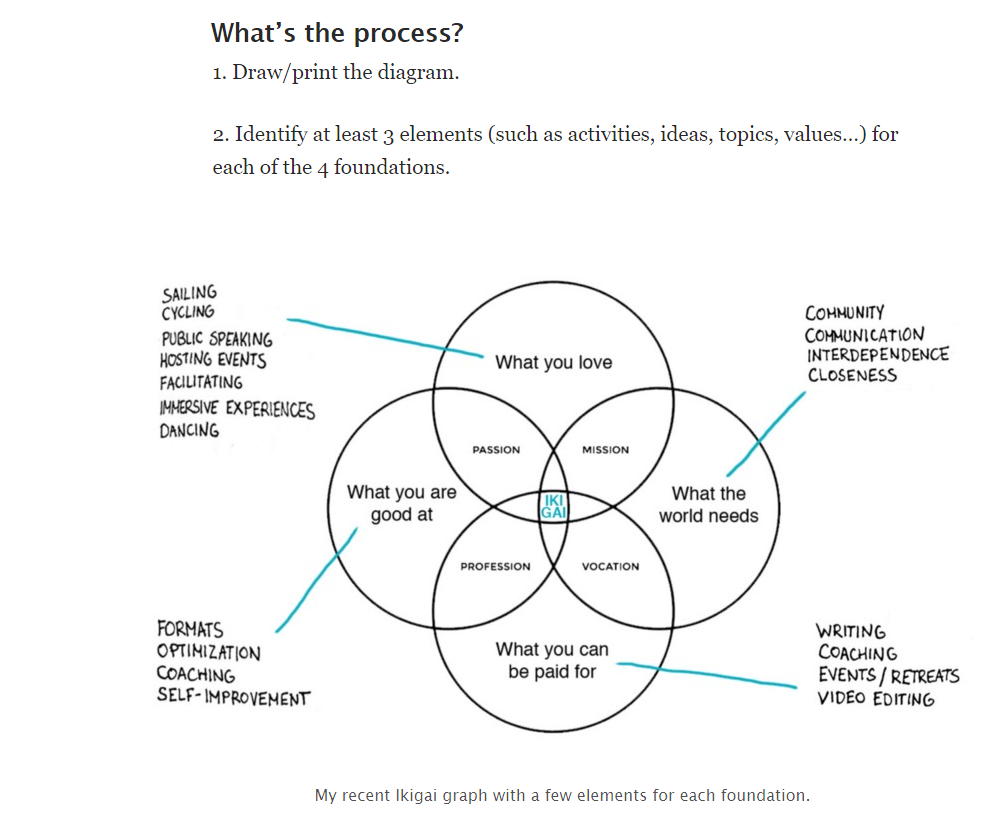 What's the process?
1. Draw/print the diagram.
2. Identify at least 3 elements (such as activities, ideas, topics, values...) for
each of the 4 foundations.
SAILING
CYCLING
PUBLIC SPEAKING
HOSTING EVENTS
FACILITATING
IMMERSIVE EXPERIENCES
DANCING
COMMUNITY
COMMUNICATION
INTERDEPENDENCE
CLOSENESS
What you love
PASSION
MISSION
What you are
good at
IKI
GAI
What the
world needs
PROFESSION
VOCATION
What you can
be paid for
FORMATS
OPTIMIZATION
COACHING
SELF-IMPROVEMENT
WRITING
COACHING
EVENTS / RETREATS
VIDEO EDITING
My recent Ikigai graph with a few elements for each foundation.